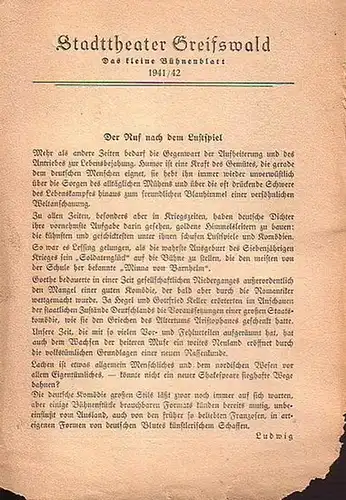 Stadttheater Greifswald
Das kleine Bühnenblatt
1941/42
Der Ruf nach dem Lustspiel
Mehr als andere Zeiten bedarf die Gegenwart der Aufheiterung und des
Antriebes zur Lebensbejahung. Humor ist eine Kraft des Gemütes, die gerade
dem deutschen Menschen eignet, sie hebt ihn immer wieder unverwüstlich
über die Sorgen des alltäglichen Mühens und über die oft drückende Schwere
des Lebenskampfs hinaus zum freundlichen Blauhimmel einer versöhnlichen
Weltanschauung.
Zu allen Zeiten, besonders aber in Kriegszeiten, haben deutsche Dichter
ihre vornehmste Aufgabe darin gesehen, goldene Himmelsleitern zu bauen:
die kühnsten und geschicktesten unter ihnen schufen Lustspiele und Komödien.
So war es Lessing gelungen, als die wahrste Ausgeburt des Siebenjährigen
Krieges sein „Soldatenglück" auf die Bühne zu stellen, die den meisten von
der Schule her bekannte „Minna von Barnhelm".
Goethe bedauerte in einer Zeit gesellschaftlichen Niederganges außerordentlich
den Mangel einer guten Komödie, der bald aber durch die Romantiker
wettgemacht wurde. Ja Hegel und Gottfried Keller erörterten im Anschauen
der staatlichen Zustände Deutschlands die Voraussetzungen einer großen Staats-
komödie, wie sie den Griechen des Altertums Aristophanes geschenkt hatte.
Unsere Zeit, die mit so vielen Vor- und Fehlurteilen aufgeräumt hat, hat
auch dem Wachsen der heiteren Muse ein weites Neuland eröffnet durch
die volkstümlichen Grundlagen einer neuen Rassenkunde.
Lachen ist etwas allgemein Menschliches und dem nordischen Wesen vor
allem Eigentümliches, — könnte nicht ein neuer Shakespeare sieghafte Wege
bahnen?
Die deutsche Komödie großen Stils läßt zwar noch immer auf sich warten,
aber einige Bühnenstücke brauchbaren Formats künden bereits mutig, unbe-
einflußt vom Ausland, auch von den früher so beliebten Franzosen, in art-
eigenen Formen von deutschen Blutes künstlerischem Schaffen.
Ludwig